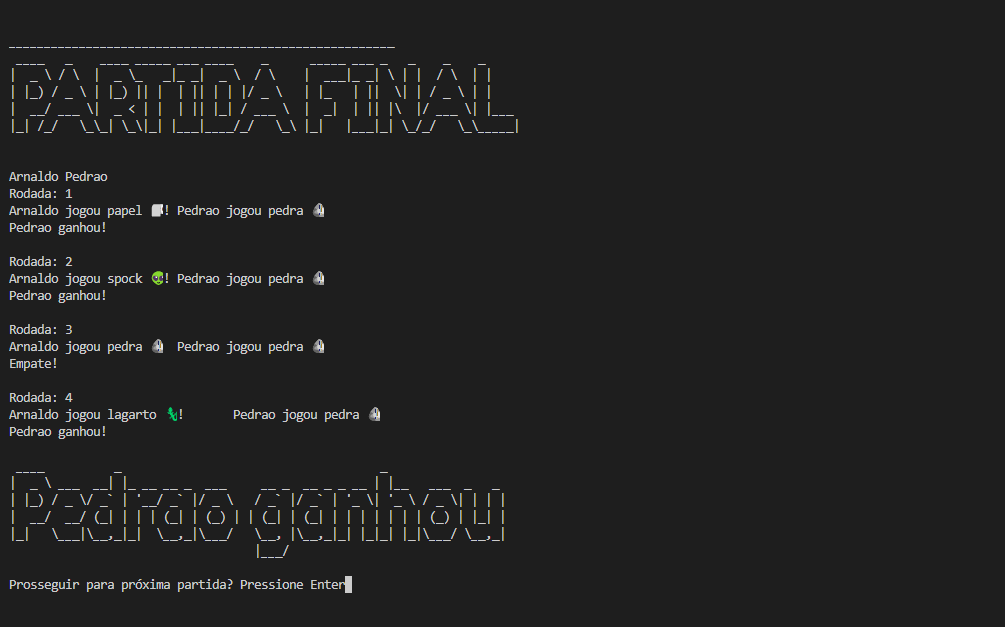 PARTIDA FINAL
Arnaldo Pedrao
Rodada: 1
Arnaldo jogou papel 📄! Pedrao jogou pedra 🪨
Pedrao ganhou!
Rodada: 2
Arnaldo jogou spock 👽! Pedrao jogou pedra 🪨
Pedrao ganhou!
Rodada: 3
Arnaldo jogou pedra 🪨 Pedrao jogou pedra 🪨
Empate!
Rodada: 4
Arnaldo jogou lagarto 🦎! Pedrao jogou pedra 🪨
Pedrao ganhou!
Pedrao ganhou
Prosseguir para próxima partida? Pressione Enter